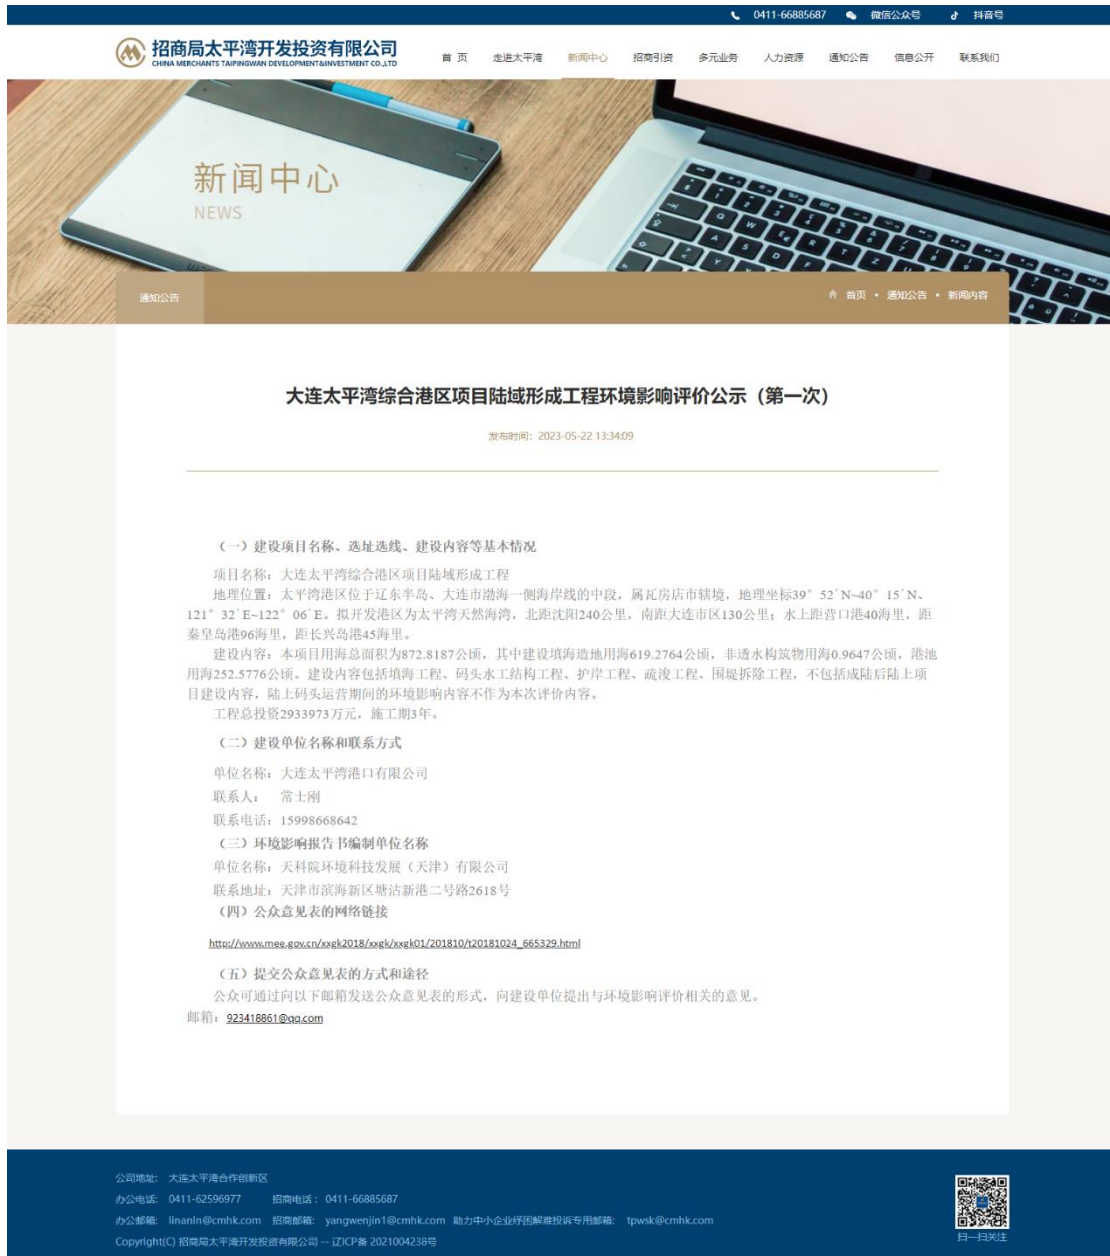 0411-66885687 微信公众号 抖音号
招商局太平湾开发投资有限公司
CHINA MERCHANTS TAIPINGWAN DEVELOPMENT&INVESTMENT CO.,LTD
首 页 走进太平湾 新闻中心 招商引资 多元业务 人力资源 通知公告 信息公开 联系我们
新闻中心
NEWS
通知公告
首页 • 通知公告 • 新闻内容
大连太平湾综合港区项目陆域形成工程环境影响评价公示（第一次）
发布时间：2023-05-22 13:34:09
（一）建设项目名称、选址选线、建设内容等基本情况
项目名称：大连太平湾综合港区项目陆域形成工程
地理位置：太平湾港区位于辽东半岛、大连市渤海一侧海岸线的中段，属瓦房店市辖境，地理坐标39°52′N~40°15′N、
121°32′E~122°06′E。拟开发港区为太平湾天然海湾，北距沈阳240公里，南距大连市区130公里；水上距营口港40海里，距
秦皇岛港96海里，距长兴岛港45海里。
建设内容：本项目用海总面积为872.8187公顷，其中建设填海造地用海619.2764公顷，非透水构筑物用海0.9647公顷，港池
用海252.5776公顷。建设内容包括填海工程、码头水工结构工程、护岸工程、疏浚工程、围堤拆除工程，不包括成陆后陆上项
目建设内容，陆上码头运营期间的环境影响内容不作为本次评价内容。
工程总投资2933973万元，施工期3年。
（二）建设单位名称和联系方式
单位名称：大连太平湾港口有限公司
联系人： 常士刚
联系电话：15998668642
（三）环境影响报告书编制单位名称
单位名称：天科院环境科技发展（天津）有限公司
联系地址：天津市滨海新区塘沽新港二号路2618号
（四）公众意见表的网络链接
http://www.mee.gov.cn/xxgk2018/xxgk/xxgk01/201810/t20181024_665329.html
（五）提交公众意见表的方式和途径
公众可通过向以下邮箱发送公众意见表的形式，向建设单位提出与环境影响评价相关的意见。
邮箱：923418861@qq.com
公司地址: 大连太平湾合作创新区
办公电话: 0411-62596977 招商电话：0411-66885687
办公邮箱: linanln@cmhk.com 招商邮箱: yangwenjin1@cmhk.com 助力中小企业纾困解难投诉专用邮箱: tpwsk@cmhk.com
Copyright(C) 招商局太平湾开发投资有限公司 -- 辽ICP备 2021004238号
扫一扫关注